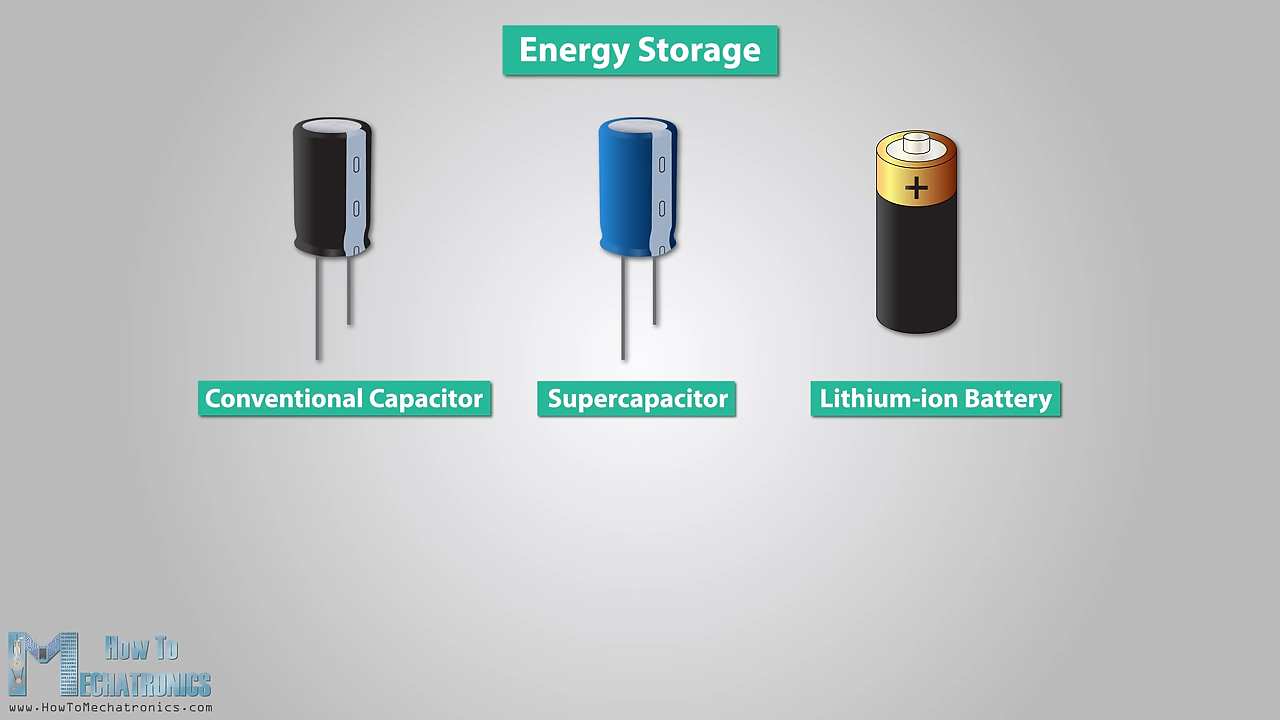 Energy Storage
+
Conventional Capacitor
Supercapacitor
Lithium-ion Battery
How To
MECHATRONICS
www.HowToMechatronics.com